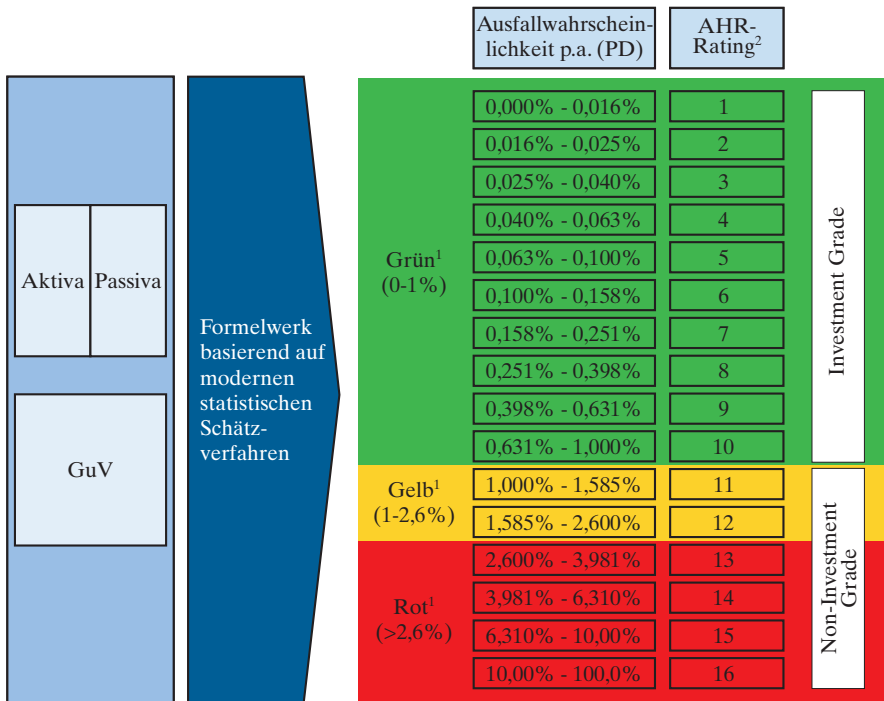 Ausfallwahrschein-
lichkeit p.a. (PD)
AHR-
Rating²
Aktiva
Passiva
GuV
Formelwerk
basierend auf
modernen
statistischen
Schätz-
verfahren
Grün¹
(0-1%)
0,000% - 0,016% 1
0,016% - 0,025% 2
0,025% - 0,040% 3
0,040% - 0,063% 4
0,063% - 0,100% 5
0,100% - 0,158% 6
0,158% - 0,251% 7
0,251% - 0,398% 8
0,398% - 0,631% 9
0,631% - 1,000% 10
Investment Grade
Gelb¹
(1-2,6%)
1,000% - 1,585% 11
1,585% - 2,600% 12
Rot¹
(>2,6%)
2,600% - 3,981% 13
3,981% - 6,310% 14
6,310% - 10,00% 15
10,00% - 100,0% 16
Non-Investment
Grade